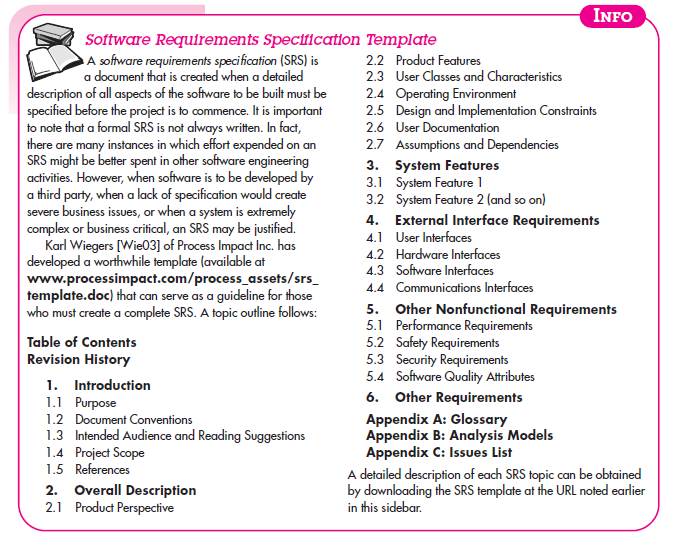 INFO
Software Requirements Specification Template
A software requirements specification (SRS) is
a document that is created when a detailed
description of all aspects of the software to be built must be
specified before the project is to commence. It is important
to note that a formal SRS is not always written. In fact,
there are many instances in which effort expended on an
SRS might be better spent in other software engineering
activities. However, when software is to be developed by
a third party, when a lack of specification would create
severe business issues, or when a system is extremely
complex or business critical, an SRS may be justified.
Karl Wiegers [Wie03] of Process Impact Inc. has
developed a worthwhile template (available at
www.processimpact.com/process_assets/srs_
template.doc) that can serve as a guideline for those
who must create a complete SRS. A topic outline follows:
Table of Contents
Revision History
1. Introduction
1.1 Purpose
1.2 Document Conventions
1.3 Intended Audience and Reading Suggestions
1.4 Project Scope
1.5 References
2. Overall Description
2.1 Product Perspective
2.2 Product Features
2.3 User Classes and Characteristics
2.4 Operating Environment
2.5 Design and Implementation Constraints
2.6 User Documentation
2.7 Assumptions and Dependencies
3. System Features
3.1 System Feature 1
3.2 System Feature 2 (and so on)
4. External Interface Requirements
4.1 User Interfaces
4.2 Hardware Interfaces
4.3 Software Interfaces
4.4 Communications Interfaces
5. Other Nonfunctional Requirements
5.1 Performance Requirements
5.2 Safety Requirements
5.3 Security Requirements
5.4 Software Quality Attributes
6. Other Requirements
Appendix A: Glossary
Appendix B: Analysis Models
Appendix C: Issues List
A detailed description of each SRS topic can be obtained
by downloading the SRS template at the URL noted earlier
in this sidebar.